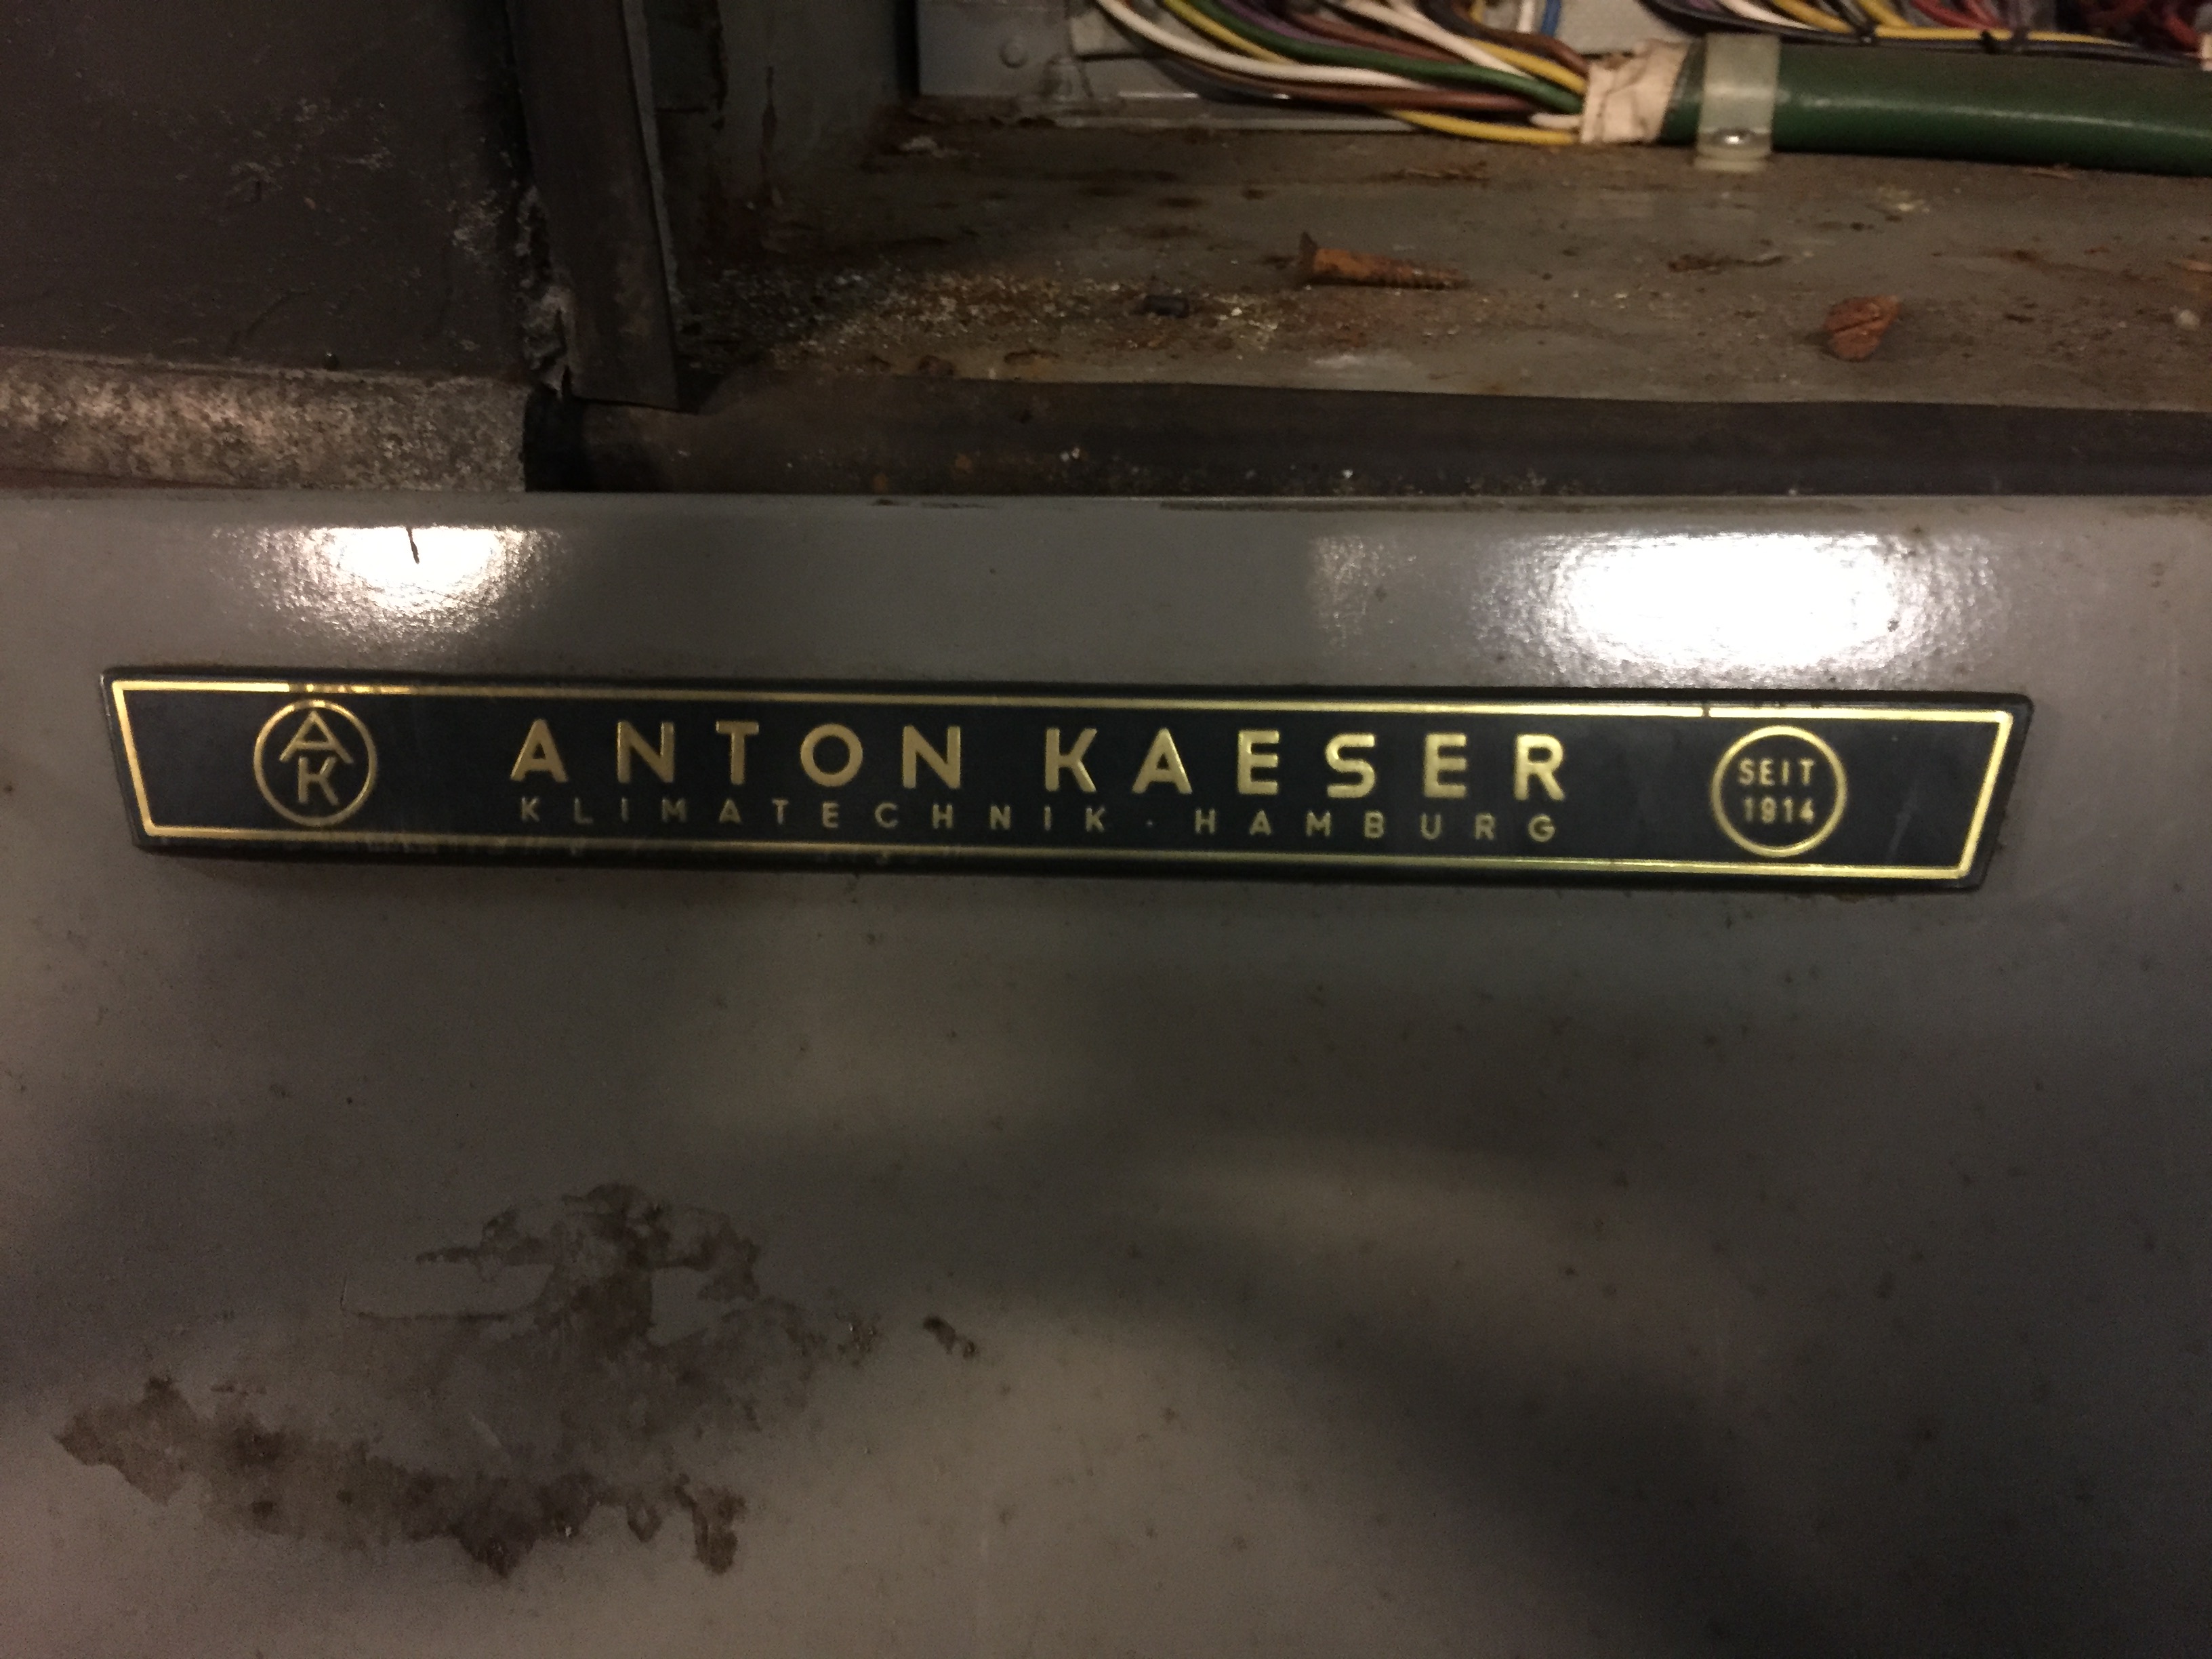 AK
ANTON KAESER
KLIMATECHNIK · HAMBURG
SEIT
1914